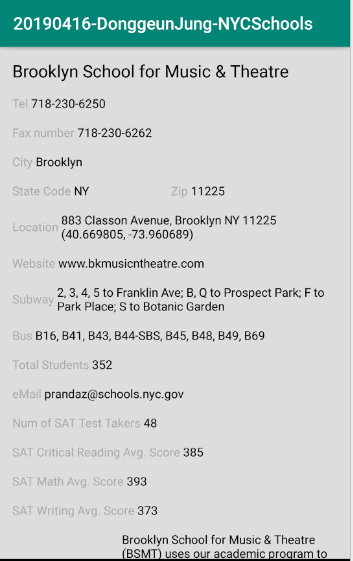 20190416-DonggeunJung-NYCSchools
Brooklyn School for Music & Theatre
Tel 718-230-6250
Fax number 718-230-6262
City Brooklyn
State Code NY Zip 11225
Location 883 Classon Avenue, Brooklyn NY 11225
(40.669805, -73.960689)
Website www.bkmusicntheatre.com
Subway 2, 3, 4, 5 to Franklin Ave; B, Q to Prospect Park; F to
Park Place; S to Botanic Garden
Bus B16, B41, B43, B44-SBS, B45, B48, B49, B69
Total Students 352
eMail prandaz@schools.nyc.gov
Num of SAT Test Takers 48
SAT Critical Reading Avg. Score 385
SAT Math Avg. Score 393
SAT Writing Avg. Score 373
Brooklyn School for Music & Theatre
(BSMT) uses our academic program to